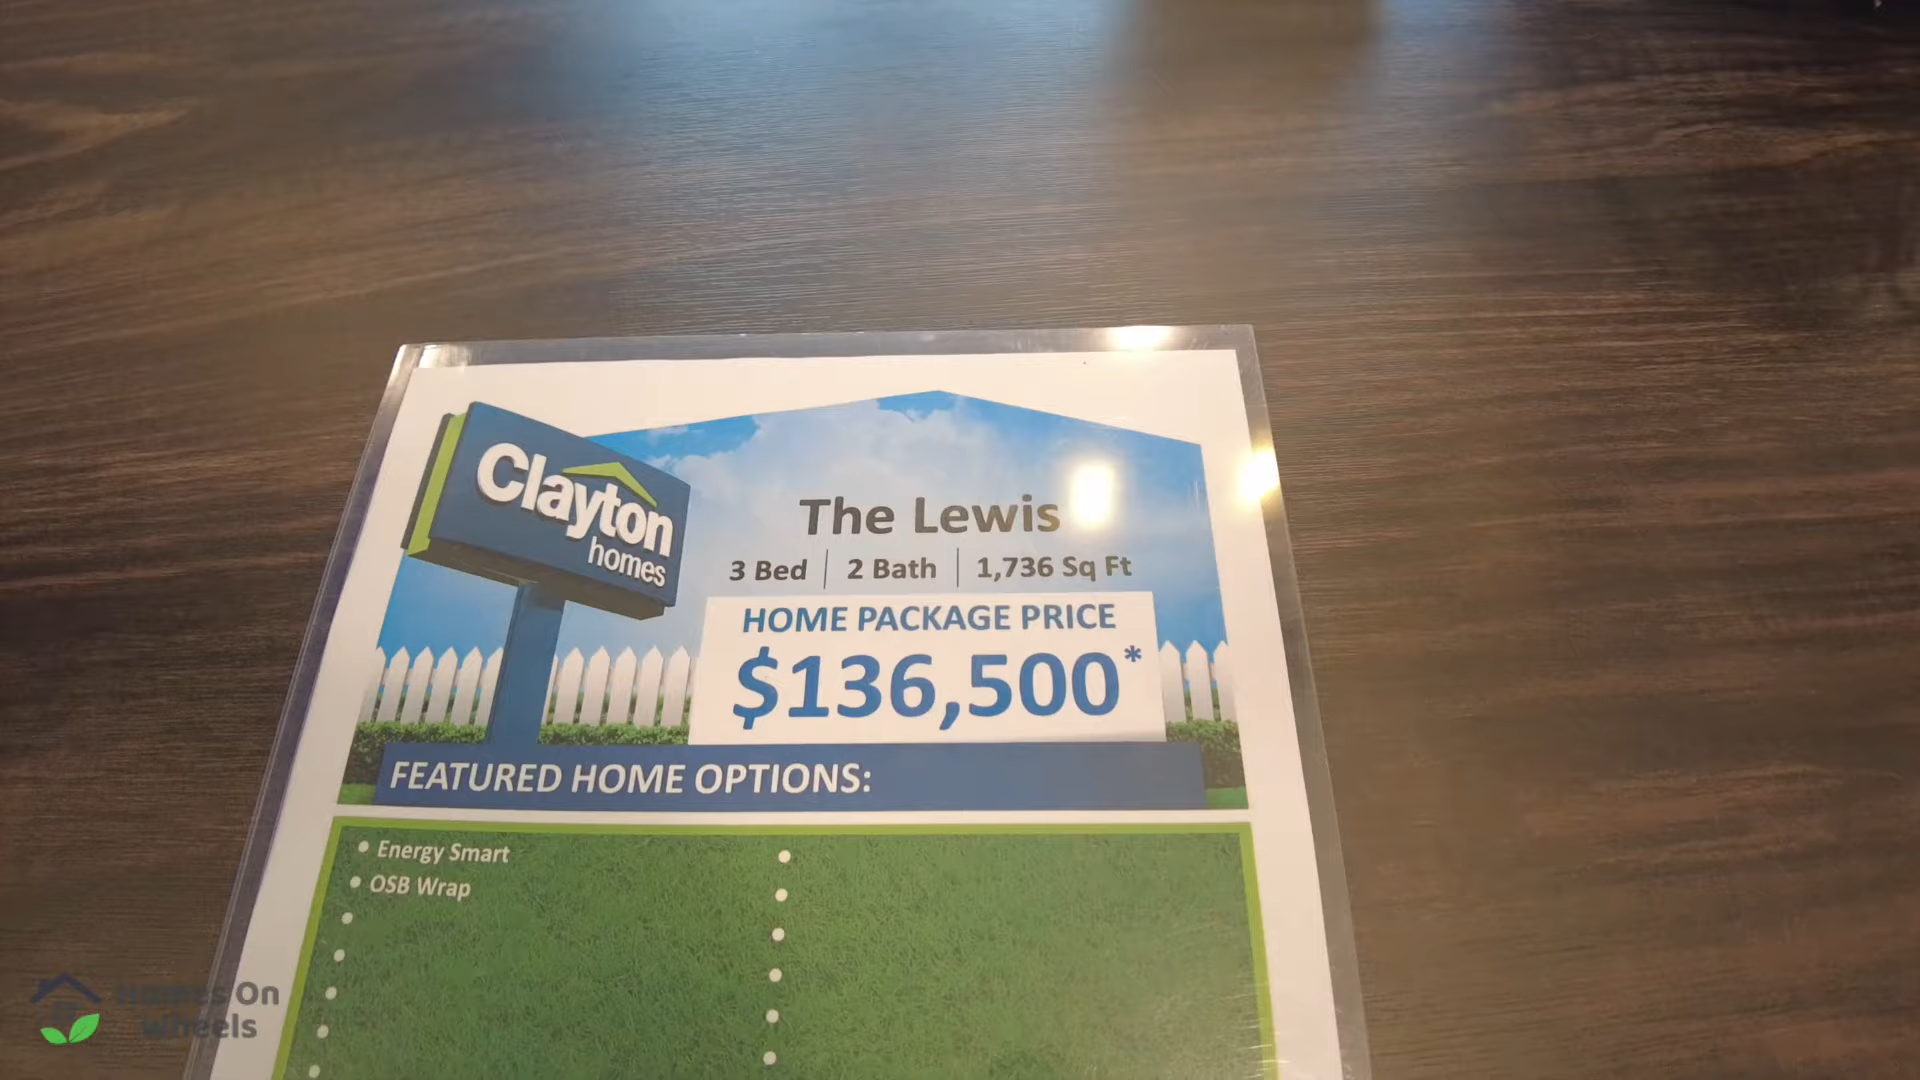 Clayton
homes
The Lewis
3 Bed | 2 Bath | 1,736 Sq Ft
HOME PACKAGE PRICE
$136,500*
FEATURED HOME OPTIONS:
• Energy Smart
• OSB Wrap
Homes On
wheels